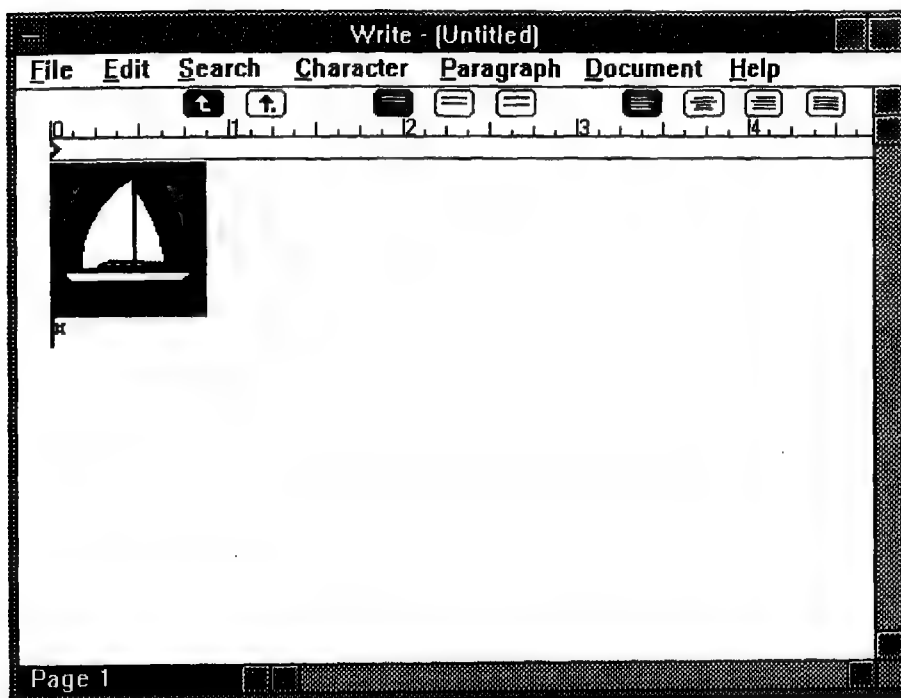 Write - (Untitled)
File Edit Search Character Paragraph Document Help
0 1 2 3 4
Page 1